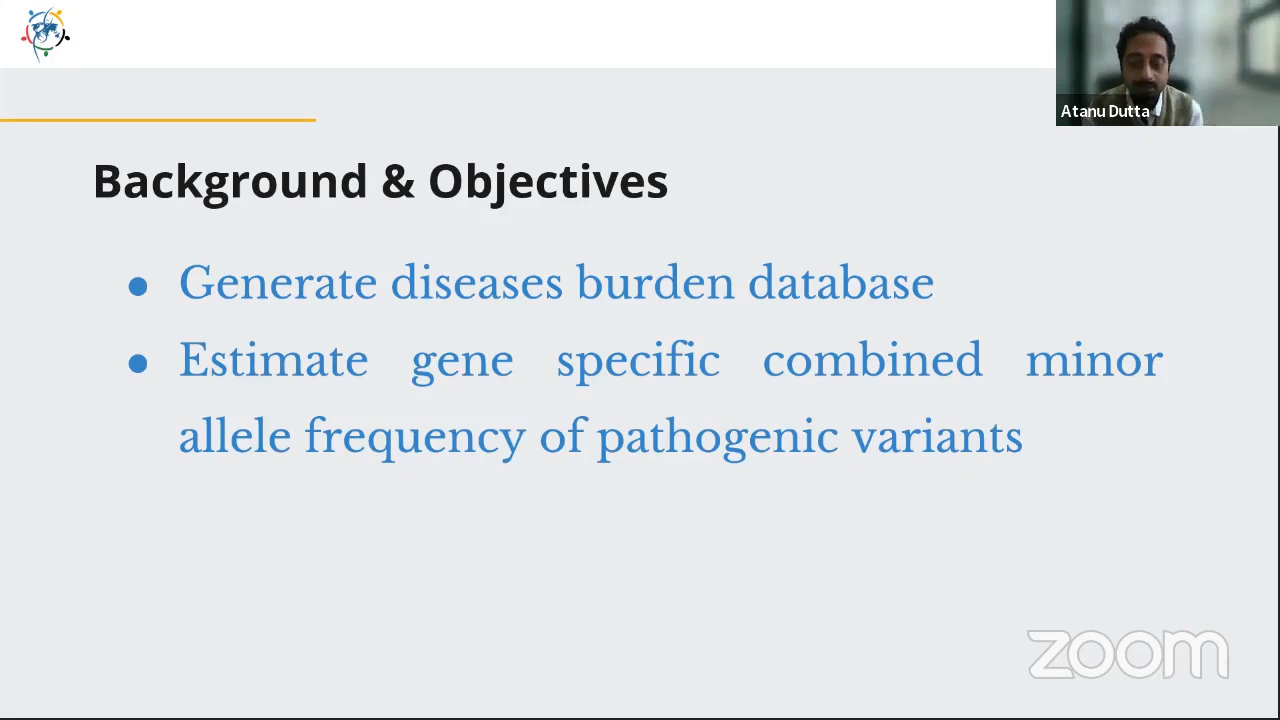 Atanu Dutta
Background & Objectives
● Generate diseases burden database
● Estimate gene specific combined minor
allele frequency of pathogenic variants
zoom